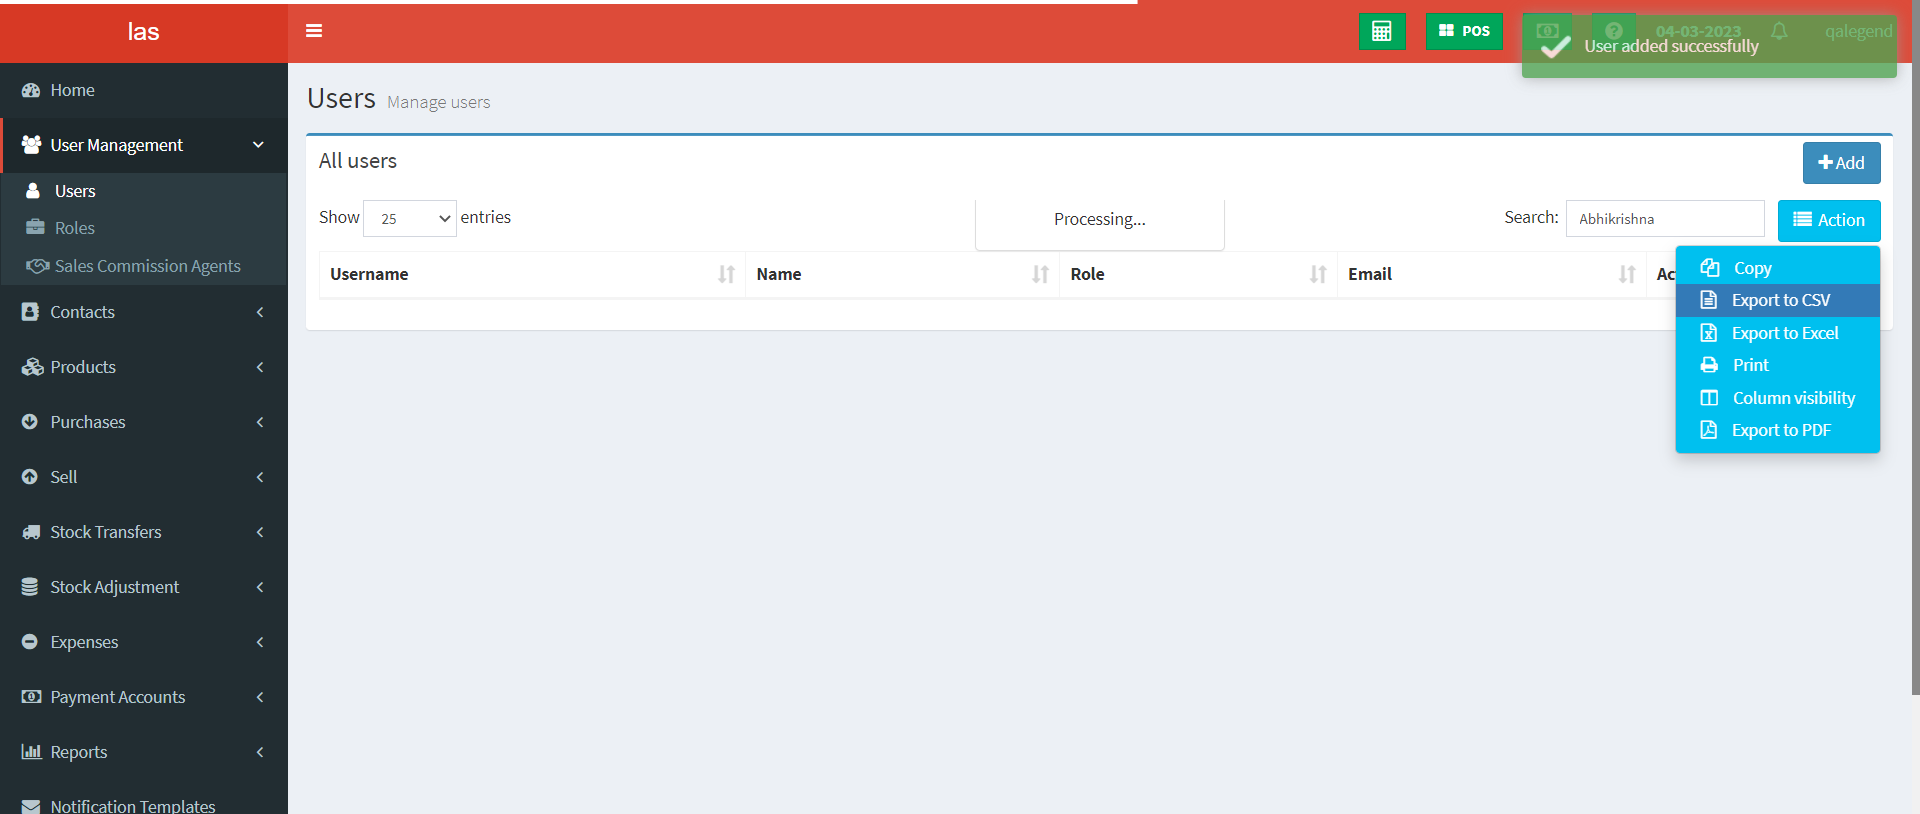 las
POS
04-03-2023
qalegend
User added successfully
Home
User Management
Users
Roles
Sales Commission Agents
Contacts
Products
Purchases
Sell
Stock Transfers
Stock Adjustment
Expenses
Payment Accounts
Reports
Notification Templates
Users Manage users
All users
Add
Show 25 entries
Processing...
Search: Abhikrishna
Action
Username Name Role Email Ac
Copy
Export to CSV
Export to Excel
Print
Column visibility
Export to PDF